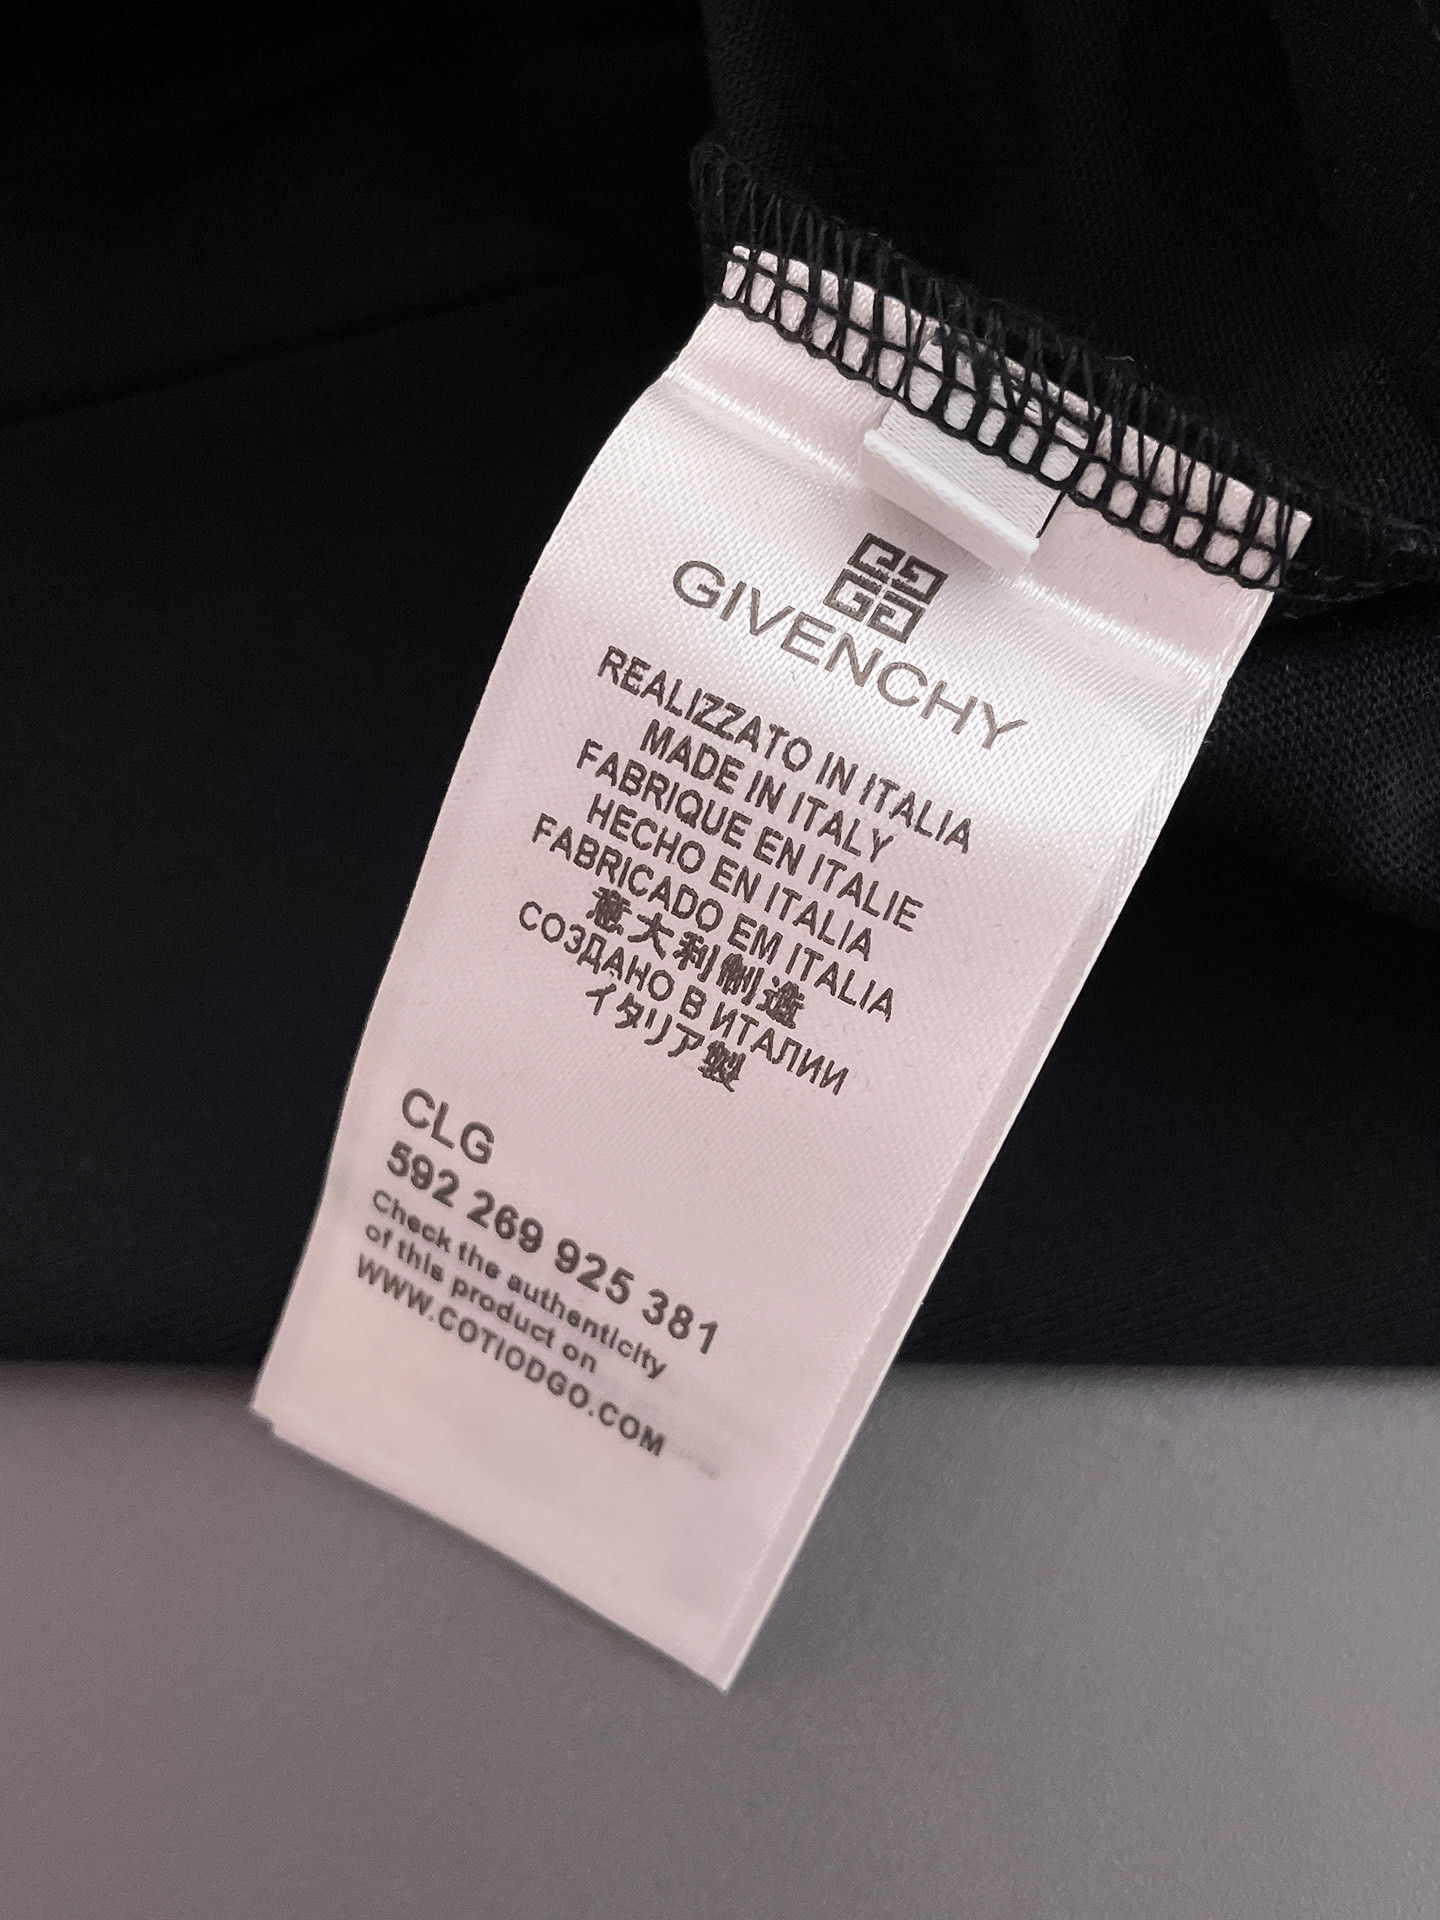 GIVENCHY
REALIZZATO IN ITALIA
MADE IN ITALY
FABRIQUE EN ITALIE
HECHO EN ITALIA
FABRICADO EM ITALIA
意大利制造
СОЗДАНО В ИТАЛИИ
イタリア製
CLG
592 269 925 381
Check the authenticity
of this product on
WWW.COTIODGO.COM